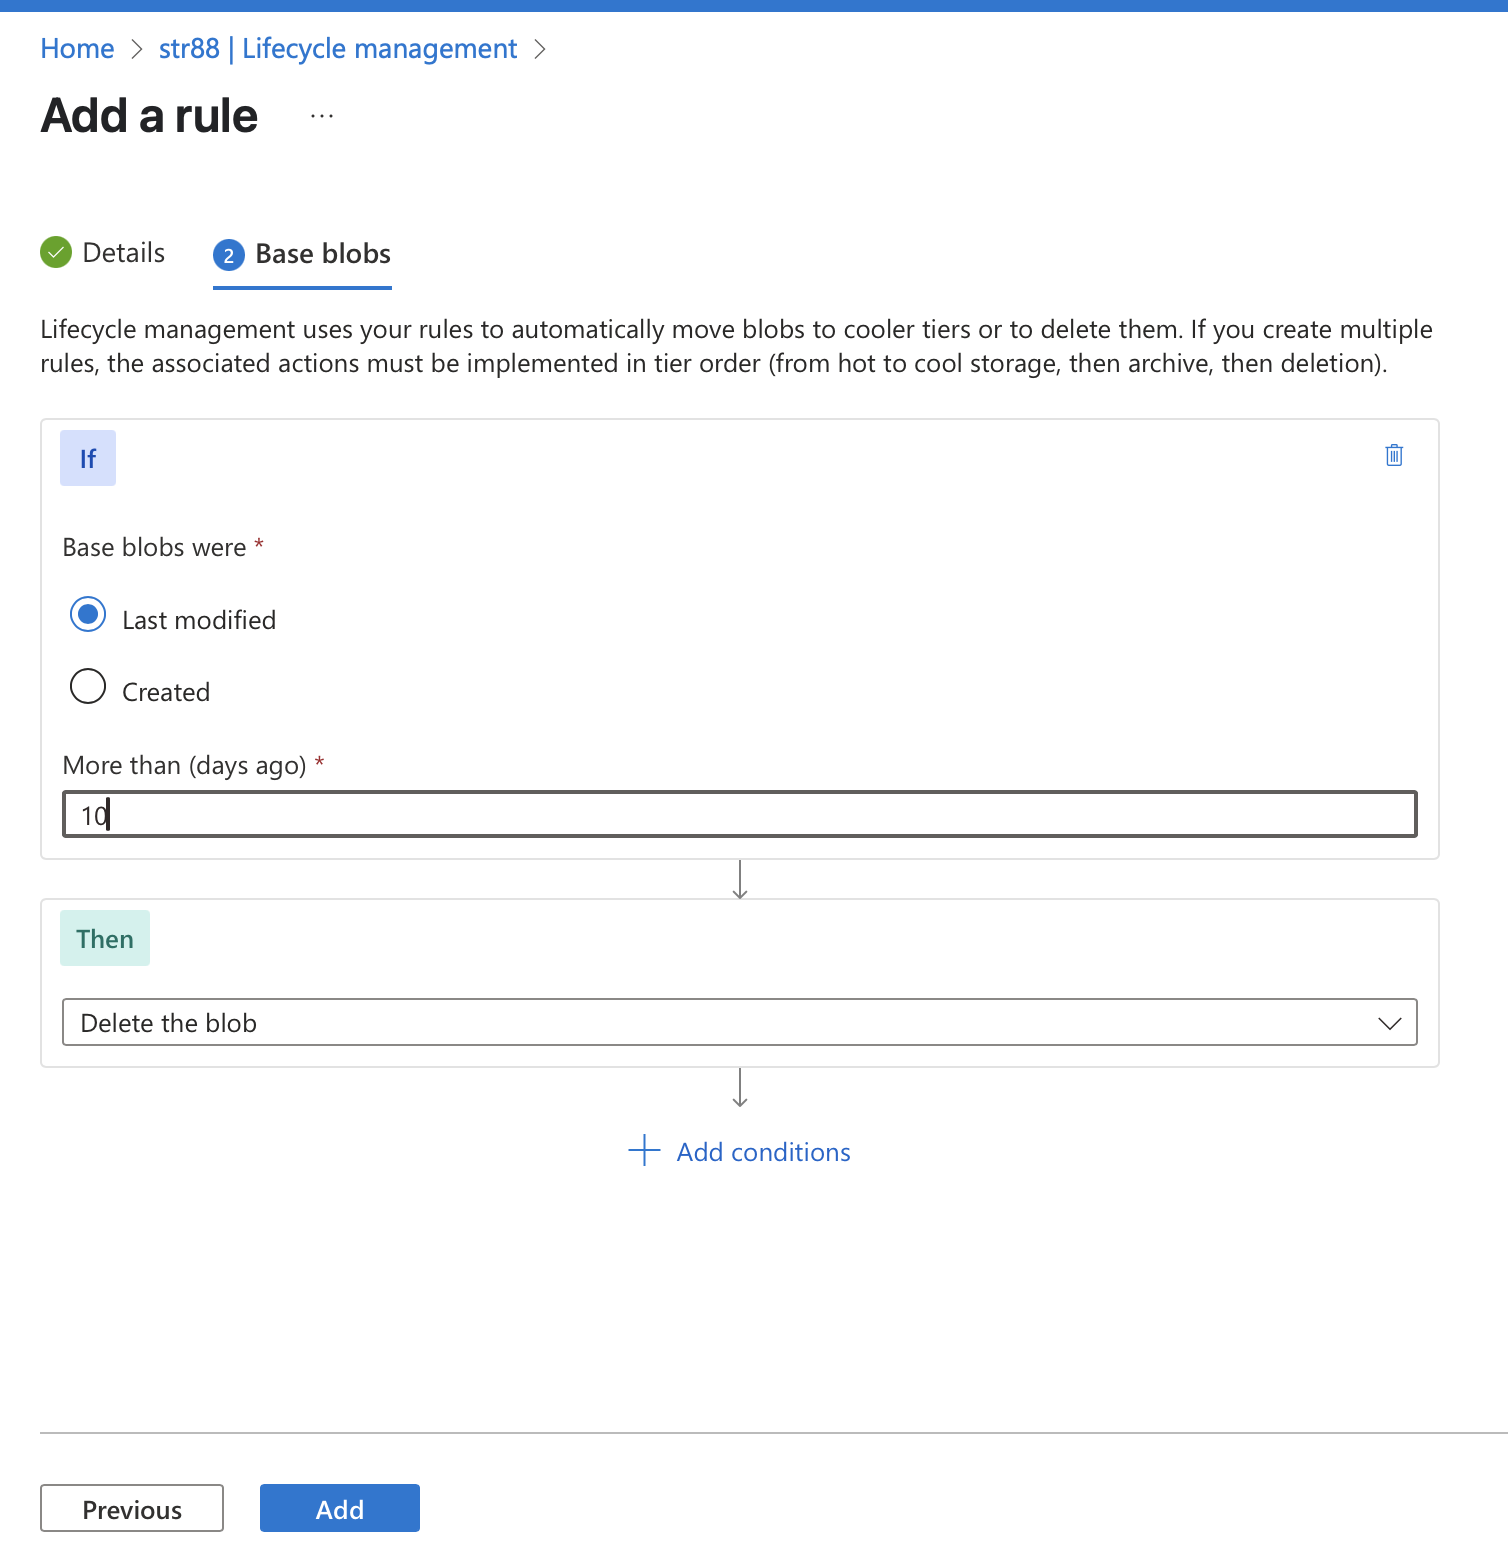 Home > str88 | Lifecycle management >
Add a rule ...
Details 2 Base blobs
Lifecycle management uses your rules to automatically move blobs to cooler tiers or to delete them. If you create multiple
rules, the associated actions must be implemented in tier order (from hot to cool storage, then archive, then deletion).
If
Base blobs were *
Last modified
Created
More than (days ago) *
10
Then
Delete the blob
+ Add conditions
Previous Add